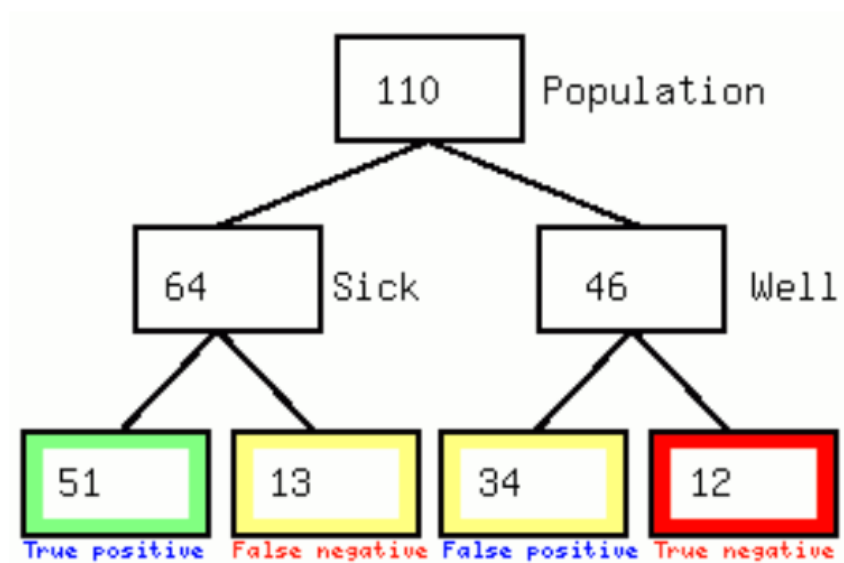 110 Population
64 Sick 46 Well
51 13 34 12
True positive False negative False positive True negative